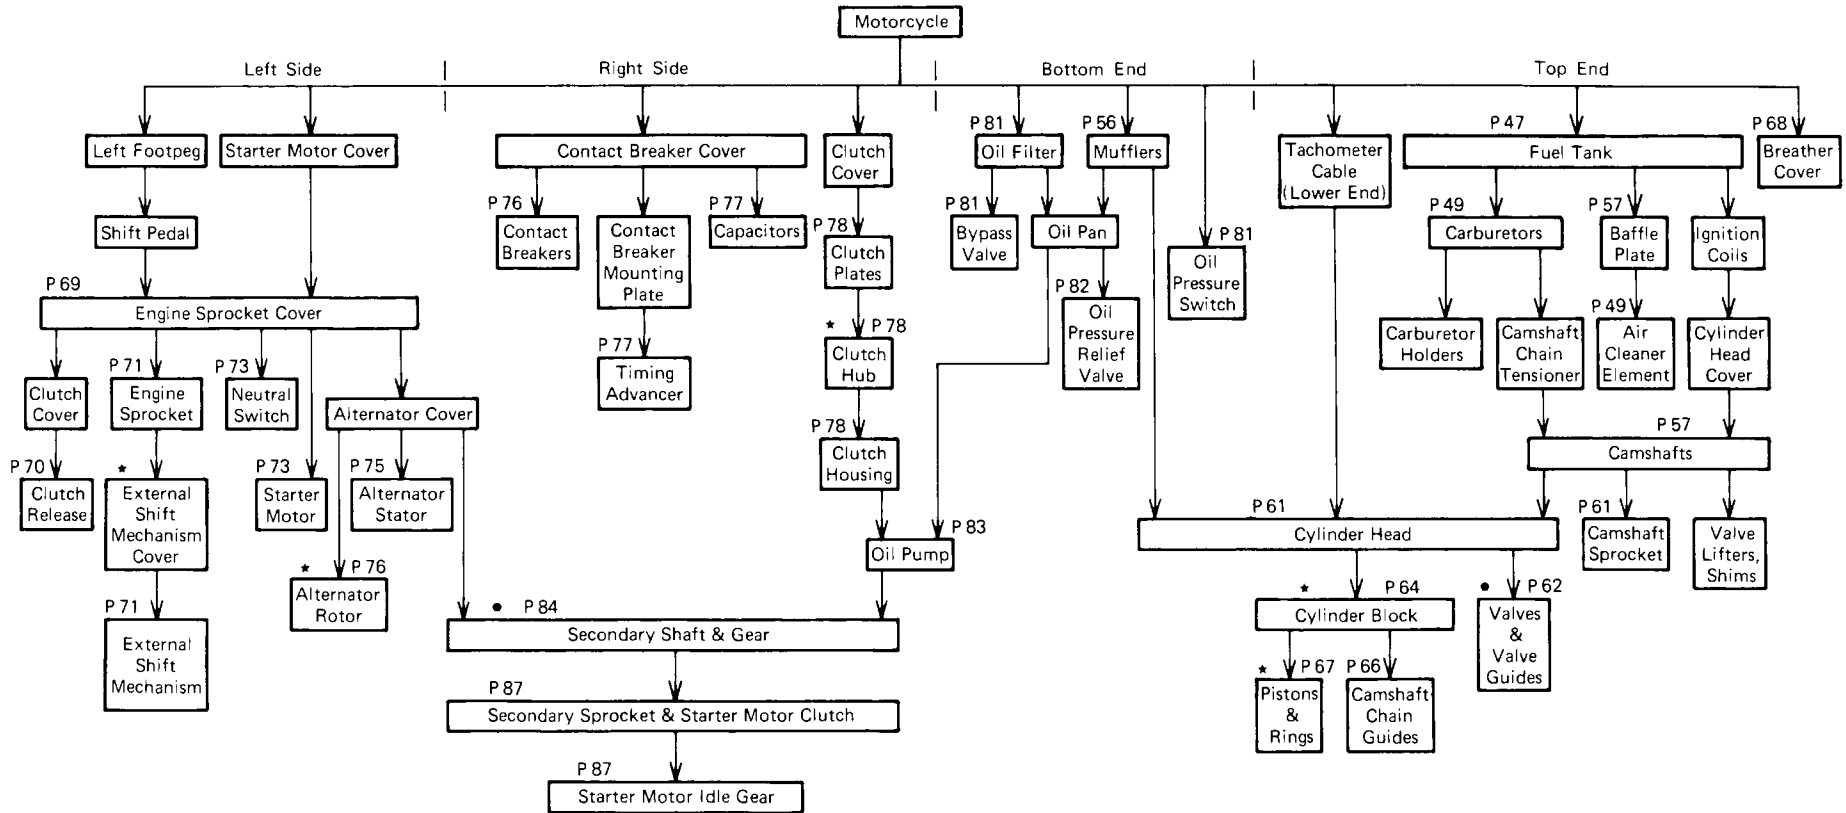 Motorcycle
Left Side
Right Side
Bottom End
Top End
Left Footpeg
Starter Motor Cover
Contact Breaker Cover
Clutch
Cover
P 81
Oil Filter
P 56
Mufflers
Tachometer
Cable
(Lower End)
P 47
Fuel Tank
P 68
Breather
Cover
Shift Pedal
P 76
Contact
Breakers
Contact
Breaker
Mounting
Plate
P 77
Capacitors
P 78
Clutch
Plates
P 81
Bypass
Valve
Oil Pan
P 81
Oil
Pressure
Switch
P 49
Carburetors
P 57
Baffle
Plate
Ignition
Coils
P 69
Engine Sprocket Cover
P 82
Oil
Pressure
Relief
Valve
★ P 78
Clutch
Hub
P 77
Timing
Advancer
Carburetor
Holders
Camshaft
Chain
Tensioner
P 49
Air
Cleaner
Element
Cylinder
Head
Cover
Clutch
Cover
P 71
Engine
Sprocket
P 73
Neutral
Switch
Alternator Cover
P 78
Clutch
Housing
P 57
Camshafts
P 70
Clutch
Release
★
External
Shift
Mechanism
Cover
P 73
Starter
Motor
P 75
Alternator
Stator
P 83
Oil Pump
P 61
Cylinder Head
P 61
Camshaft
Sprocket
Valve
Lifters,
Shims
★ P 76
Alternator
Rotor
P 71
External
Shift
Mechanism
● P 84
Secondary Shaft & Gear
★ P 64
Cylinder Block
● P 62
Valves
&
Valve
Guides
P 87
Secondary Sprocket & Starter Motor Clutch
★ P 67
Pistons
&
Rings
P 66
Camshaft
Chain
Guides
P 87
Starter Motor Idle Gear